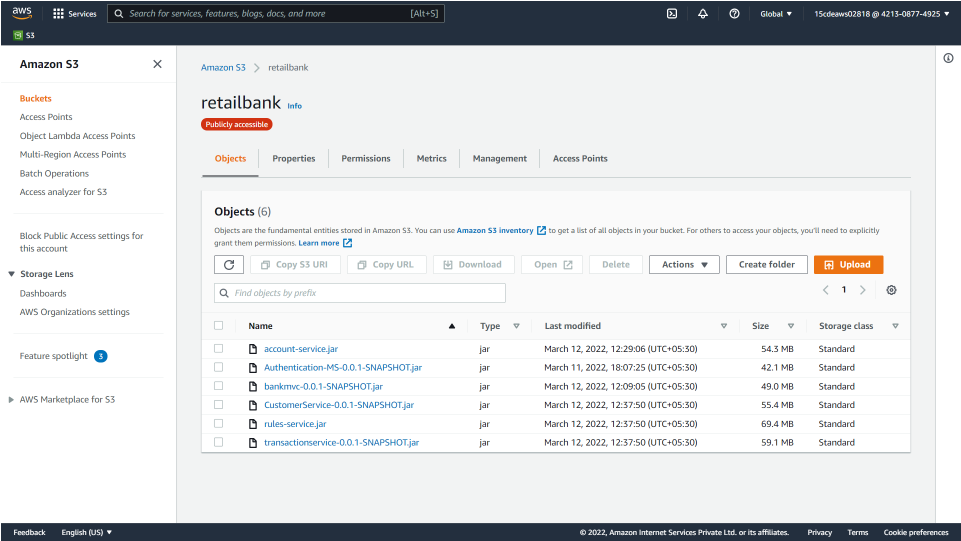 aws Services Search for services, features, blogs, docs, and more [Alt+S] Global ▼ 15cdeaws02818 @ 4213-0877-4925 ▼
S3
Amazon S3
Buckets
Access Points
Object Lambda Access Points
Multi-Region Access Points
Batch Operations
Access analyzer for S3
Block Public Access settings for
this account
Storage Lens
Dashboards
AWS Organizations settings
Feature spotlight 3
AWS Marketplace for S3
Amazon S3 > retailbank
retailbank Info
Publicly accessible
Objects Properties Permissions Metrics Management Access Points
Objects (6)
Objects are the fundamental entities stored in Amazon S3. You can use Amazon S3 inventory to get a list of all objects in your bucket. For others to access your objects, you'll need to explicitly
grant them permissions. Learn more
Copy S3 URI Copy URL Download Open Delete Actions ▼ Create folder Upload
Find objects by prefix < 1 >
Name ▲ Type ▽ Last modified ▽ Size ▽ Storage class ▽
account-service.jar jar March 12, 2022, 12:29:06 (UTC+05:30) 54.3 MB Standard
Authentication-MS-0.0.1-SNAPSHOT.jar jar March 11, 2022, 18:07:25 (UTC+05:30) 42.1 MB Standard
bankmvc-0.0.1-SNAPSHOT.jar jar March 12, 2022, 12:09:05 (UTC+05:30) 49.0 MB Standard
CustomerService-0.0.1-SNAPSHOT.jar jar March 12, 2022, 12:37:50 (UTC+05:30) 55.4 MB Standard
rules-service.jar jar March 12, 2022, 12:37:50 (UTC+05:30) 69.4 MB Standard
transactionservice-0.0.1-SNAPSHOT.jar jar March 12, 2022, 12:37:50 (UTC+05:30) 59.1 MB Standard
Feedback English (US) ▼ © 2022, Amazon Internet Services Private Ltd. or its affiliates. Privacy Terms Cookie preferences